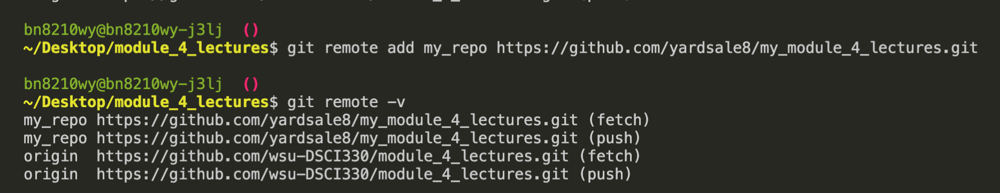 bn8210wy@bn8210wy-j3lj  ()
~/Desktop/module_4_lectures$ git remote add my_repo https://github.com/yardsale8/my_module_4_lectures.git
bn8210wy@bn8210wy-j3lj  ()
~/Desktop/module_4_lectures$ git remote -v
my_repo https://github.com/yardsale8/my_module_4_lectures.git (fetch)
my_repo https://github.com/yardsale8/my_module_4_lectures.git (push)
origin  https://github.com/wsu-DSCI330/module_4_lectures.git (fetch)
origin  https://github.com/wsu-DSCI330/module_4_lectures.git (push)